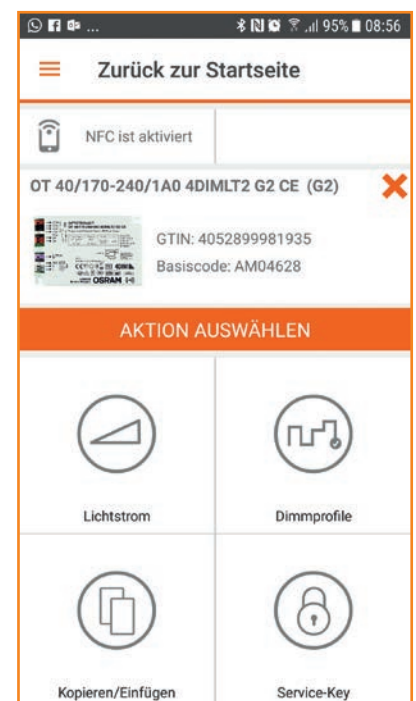 ... 95% 08:56
Zurück zur Startseite
NFC ist aktiviert
OT 40/170-240/1A0 4DIMLT2 G2 CE (G2)
GTIN: 4052899981935
Basiscode: AM04628
OSRAM
AKTION AUSWÄHLEN
Lichtstrom
Dimmprofile
Kopieren/Einfügen
Service-Key